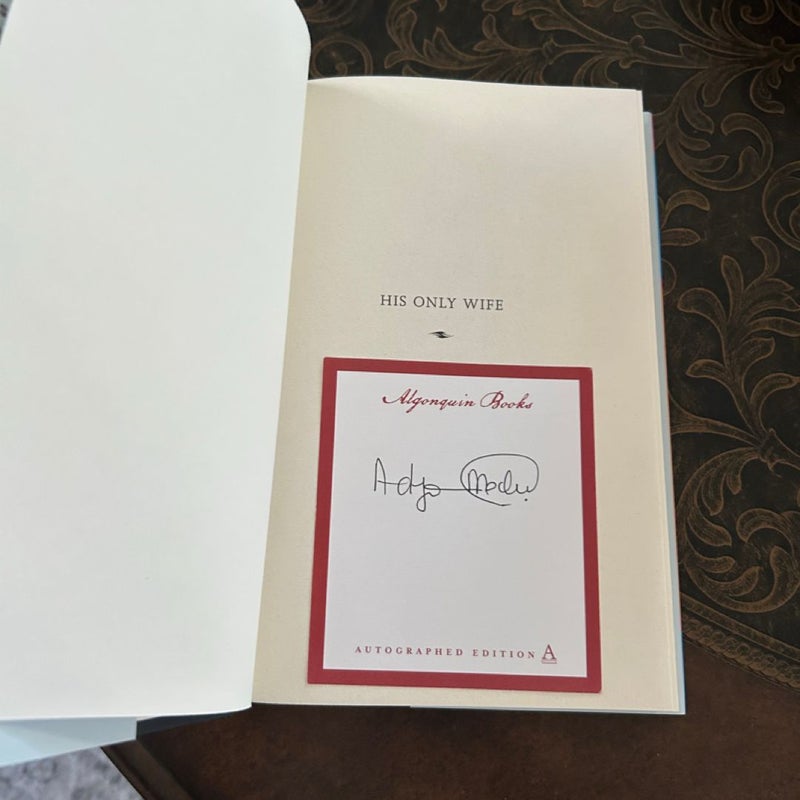 HIS ONLY WIFE
Algonquin Books
AUTOGRAPHED EDITION A